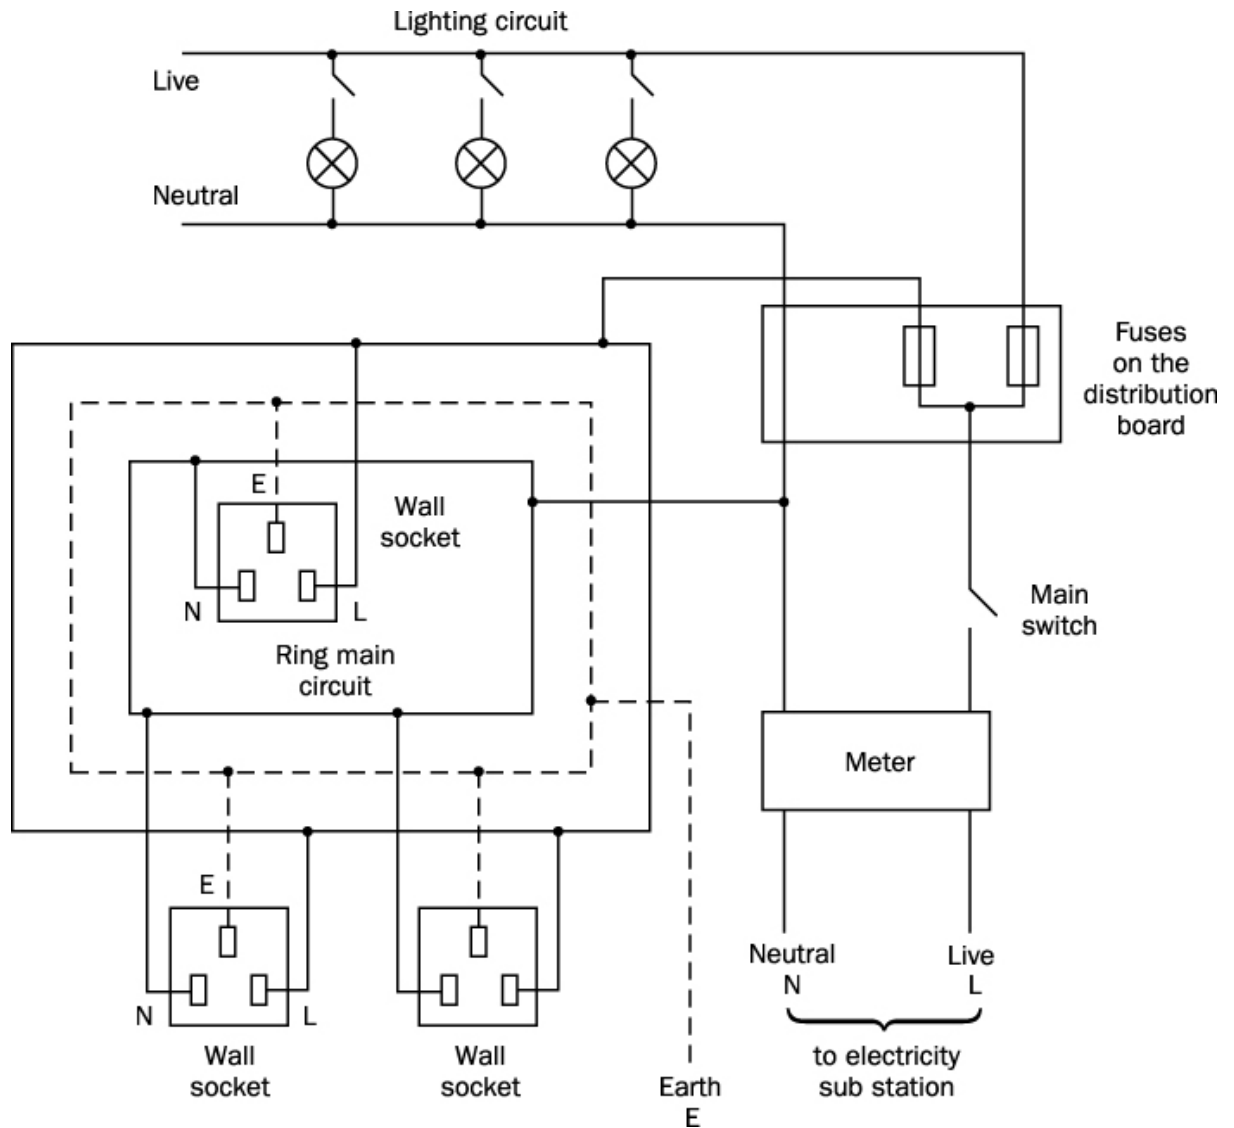 Lighting circuit
Live
Neutral
Fuses
on the
distribution
board
E
Wall
socket
N
L
Ring main
circuit
Main
switch
Meter
E
N
L
Wall
socket
Wall
socket
Earth
E
Neutral
N
Live
L
to electricity
sub station